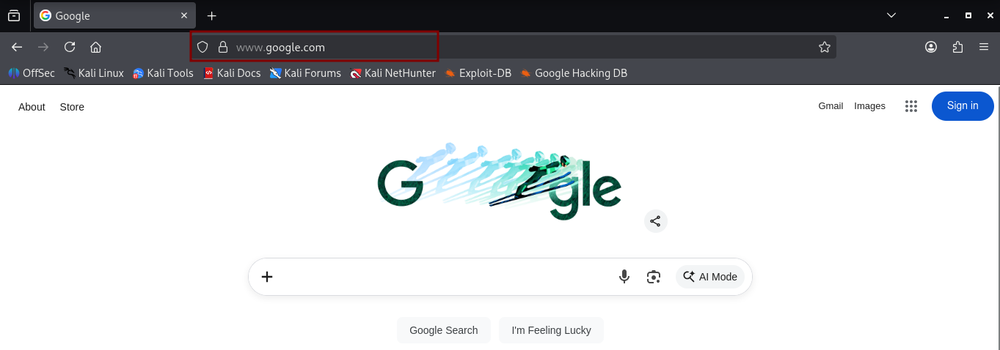 Google
www.google.com
OffSec Kali Linux Kali Tools Kali Docs Kali Forums Kali NetHunter Exploit-DB Google Hacking DB
About Store Gmail Images Sign in
Google
AI Mode
Google Search I'm Feeling Lucky